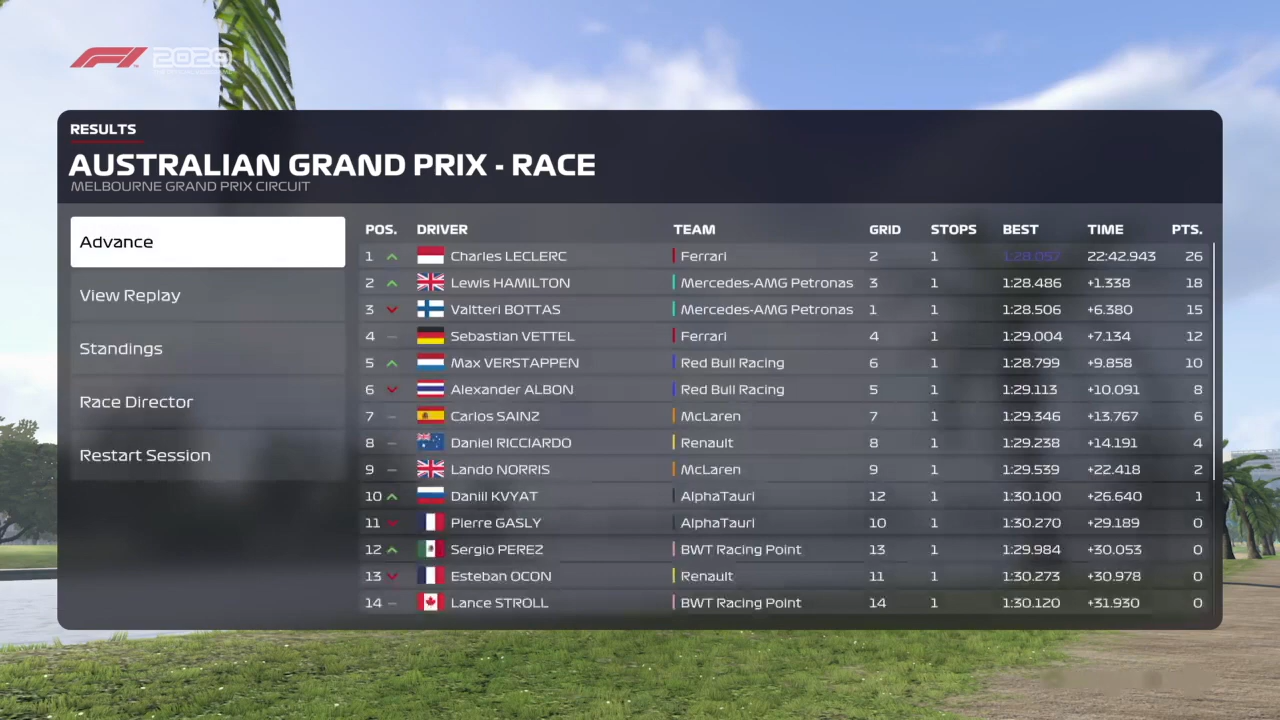 F1 2020
RESULTS
AUSTRALIAN GRAND PRIX - RACE
MELBOURNE GRAND PRIX CIRCUIT
Advance
View Replay
Standings
Race Director
Restart Session
POS. DRIVER TEAM GRID STOPS BEST TIME PTS.
1 Charles LECLERC Ferrari 2 1 1:28.057 22:42.943 26
2 Lewis HAMILTON Mercedes-AMG Petronas 3 1 1:28.486 +1.338 18
3 Valtteri BOTTAS Mercedes-AMG Petronas 1 1 1:28.506 +6.380 15
4 Sebastian VETTEL Ferrari 4 1 1:29.004 +7.134 12
5 Max VERSTAPPEN Red Bull Racing 6 1 1:28.799 +9.858 10
6 Alexander ALBON Red Bull Racing 5 1 1:29.113 +10.091 8
7 Carlos SAINZ McLaren 7 1 1:29.346 +13.767 6
8 Daniel RICCIARDO Renault 8 1 1:29.238 +14.191 4
9 Lando NORRIS McLaren 9 1 1:29.539 +22.418 2
10 Daniil KVYAT AlphaTauri 12 1 1:30.100 +26.640 1
11 Pierre GASLY AlphaTauri 10 1 1:30.270 +29.189 0
12 Sergio PEREZ BWT Racing Point 13 1 1:29.984 +30.053 0
13 Esteban OCON Renault 11 1 1:30.273 +30.978 0
14 Lance STROLL BWT Racing Point 14 1 1:30.120 +31.930 0